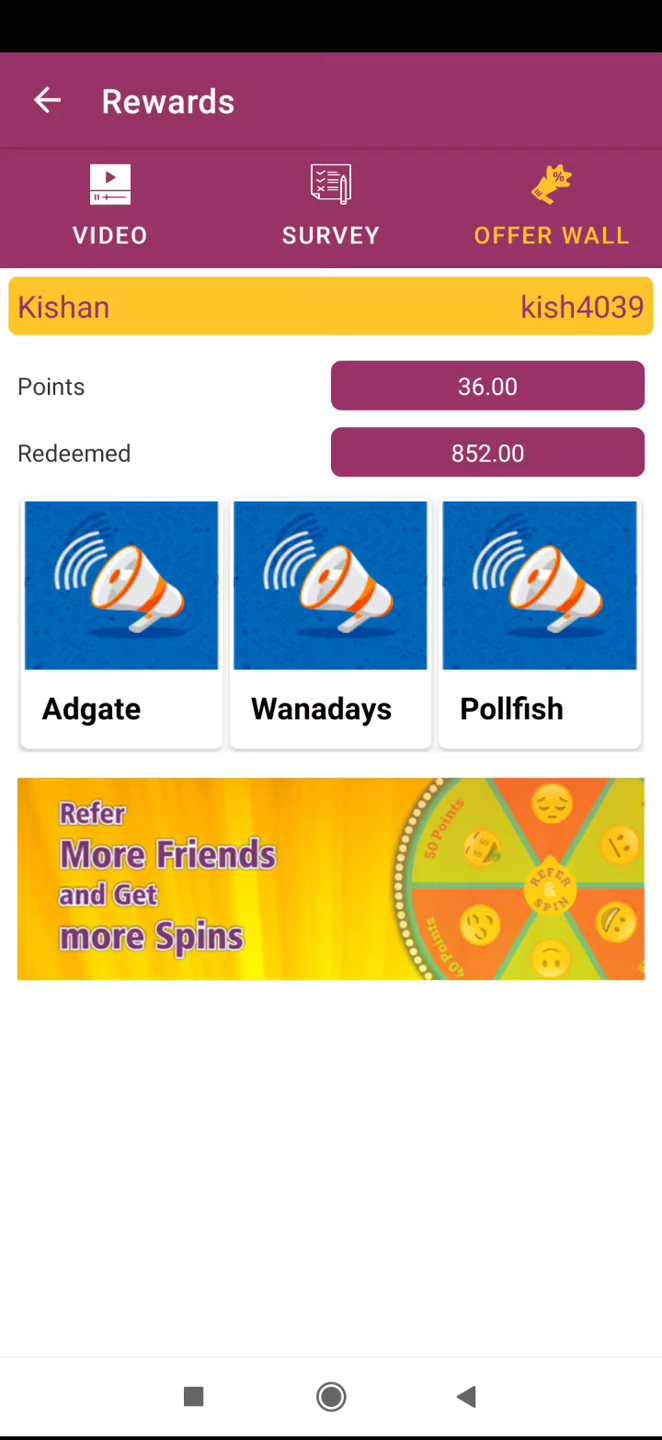 Rewards
VIDEO
SURVEY
OFFER WALL
Kishan
kish4039
Points
36.00
Redeemed
852.00
Adgate
Wanadays
Pollfish
Refer
More Friends
and Get
more Spins
50 Points
REFER
&
SPIN
40 Points